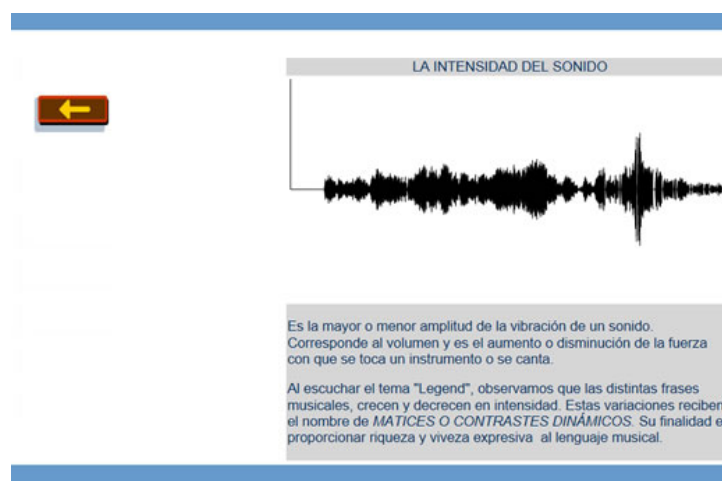 LA INTENSIDAD DEL SONIDO
Es la mayor o menor amplitud de la vibración de un sonido.
Corresponde al volumen y es el aumento o disminución de la fuerza
con que se toca un instrumento o se canta.
Al escuchar el tema "Legend", observamos que las distintas frases
musicales, crecen y decrecen en intensidad. Estas variaciones reciben
el nombre de MATICES O CONTRASTES DINÁMICOS. Su finalidad e
proporcionar riqueza y viveza expresiva al lenguaje musical.